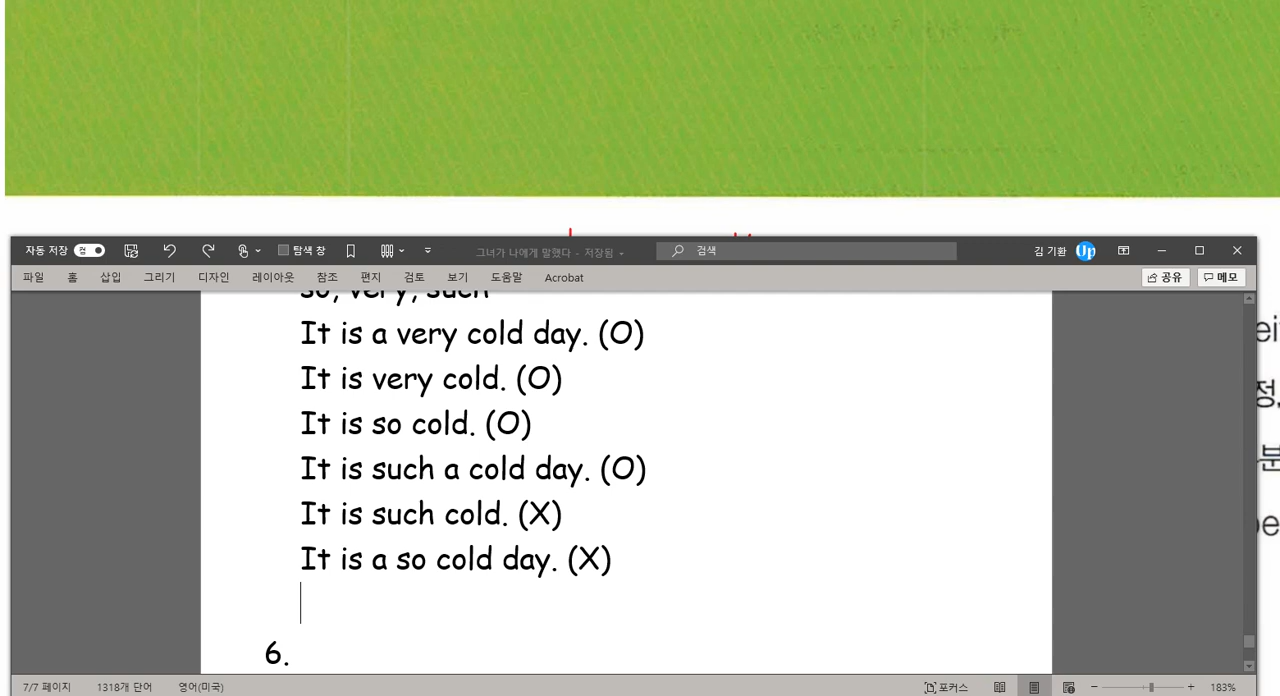 자동 저장 켬 탐색 창 그녀가 나에게 말했다 - 저장됨 검색 김 기환 Up
파일 홈 삽입 그리기 디자인 레이아웃 참조 편지 검토 보기 도움말 Acrobat 공유 메모
so, very, such
It is a very cold day. (O)
It is very cold. (O)
It is so cold. (O)
It is such a cold day. (O)
It is such cold. (X)
It is a so cold day. (X)
6.
7/7 페이지 1318개 단어 영어(미국) 포커스 183%